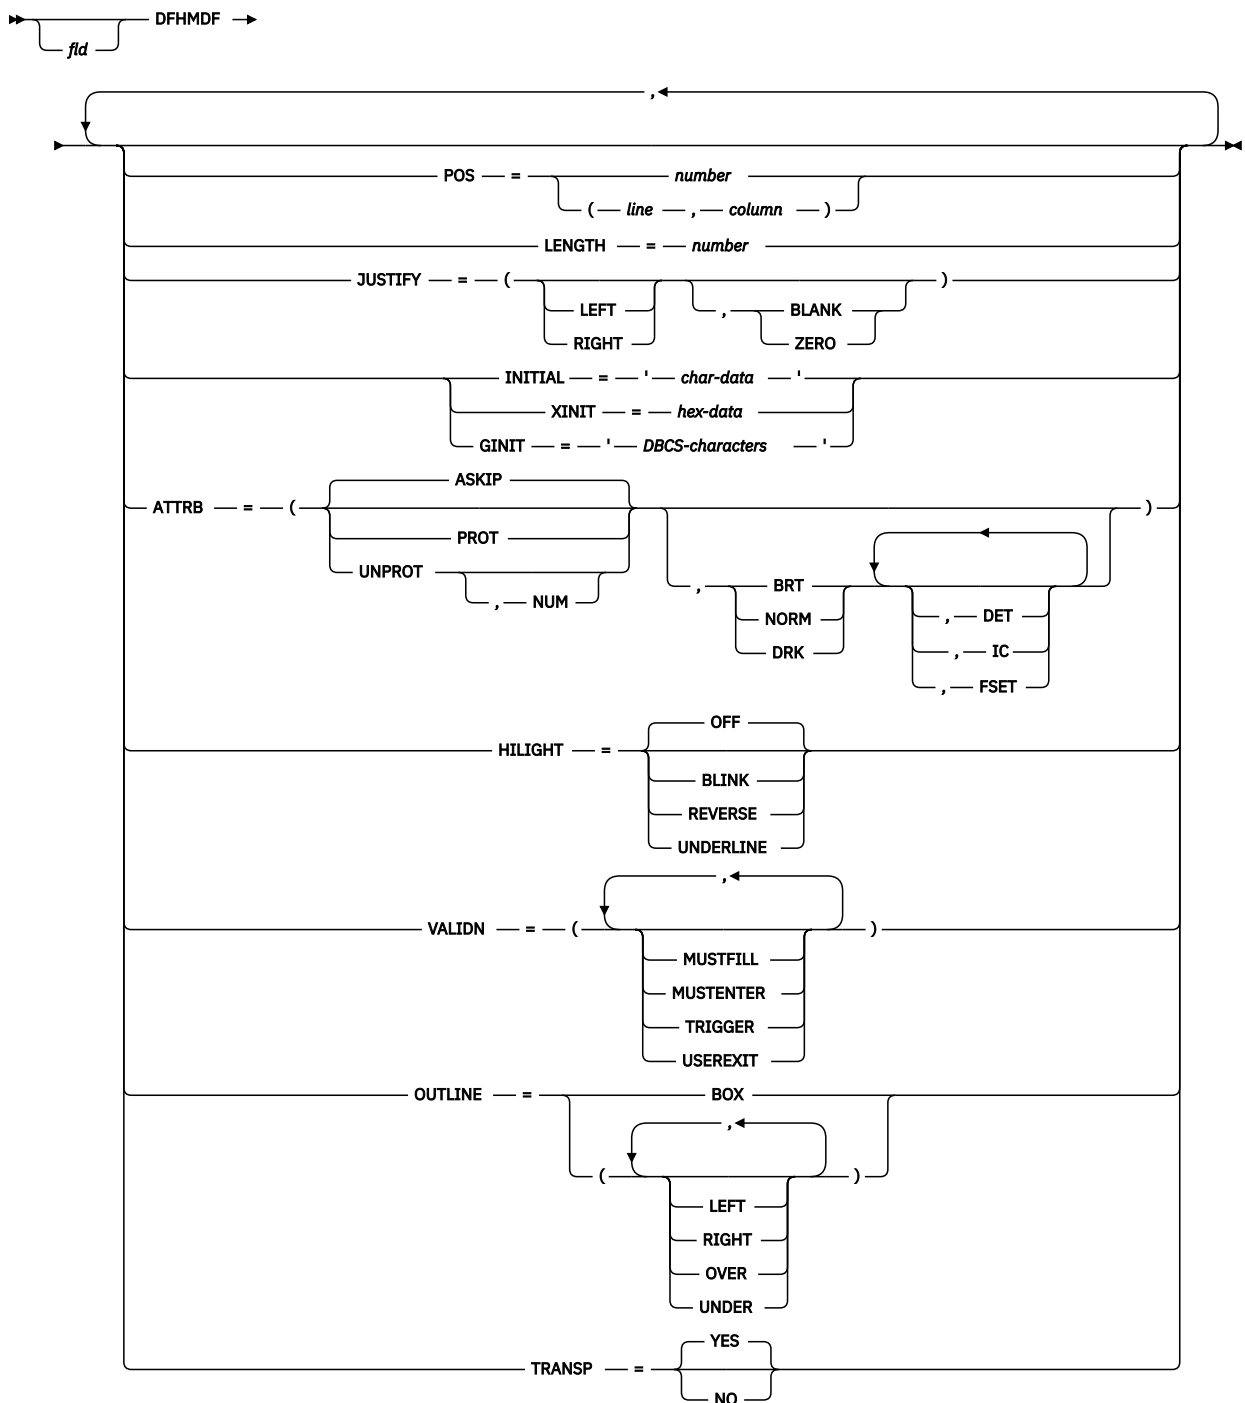 DFHMDF
fld
,
POS = number
( line , column )
LENGTH = number
JUSTIFY = ( )
LEFT , BLANK
RIGHT ZERO
INITIAL = ' char-data '
XINIT = hex-data
GINIT = ' DBCS-characters '
ASKIP
ATTRB = ( )
PROT
UNPROT , BRT
, NUM NORM , DET
DRK , IC
, FSET
OFF
HILIGHT =
BLINK
REVERSE
UNDERLINE
,
VALIDN = ( )
MUSTFILL
MUSTENTER
TRIGGER
USEREXIT
OUTLINE = BOX
,
( )
LEFT
RIGHT
OVER
UNDER
YES
TRANSP =
NO